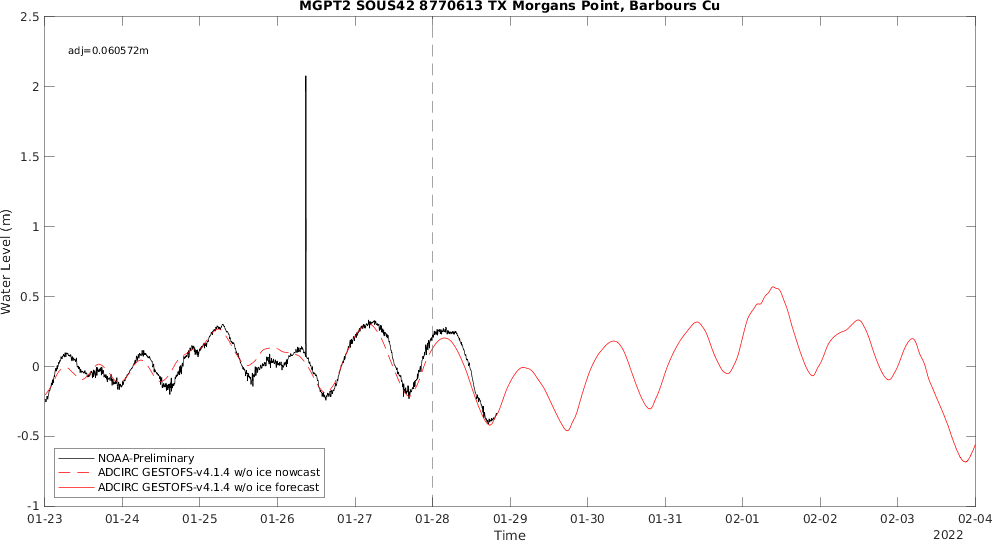 MGPT2 SOUS42 8770613 TX Morgans Point, Barbours Cu
adj=0.060572m
2.5
2
1.5
1
0.5
0
-0.5
-1
Water Level (m)
NOAA-Preliminary
ADCIRC GESTOFS-v4.1.4 w/o ice nowcast
ADCIRC GESTOFS-v4.1.4 w/o ice forecast
01-23 01-24 01-25 01-26 01-27 01-28 01-29 01-30 01-31 02-01 02-02 02-03 02-04
Time
2022